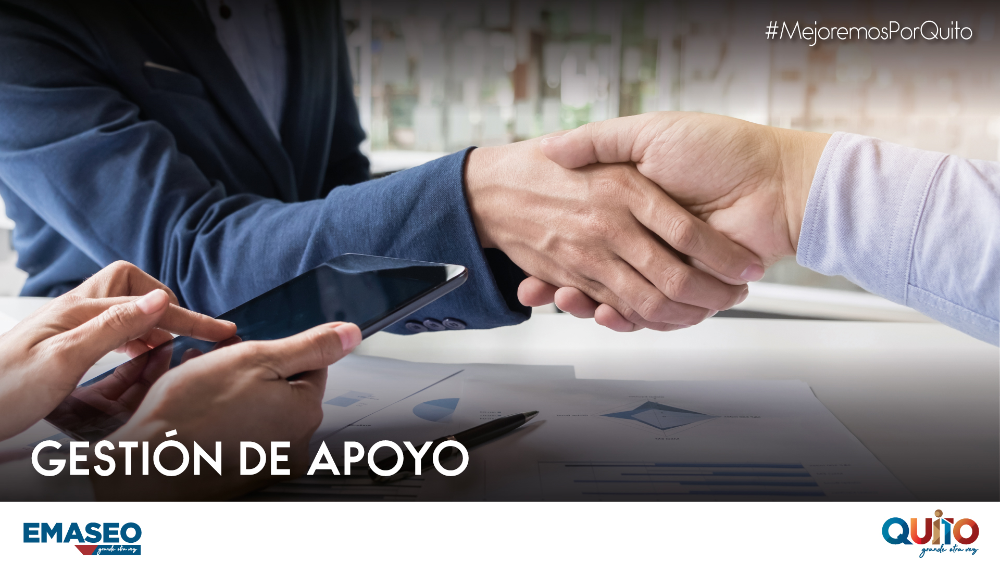 #MejoremosPorQuito
GESTIÓN DE APOYO
EMASEO
grande otra vez
QUITO
grande otra vez